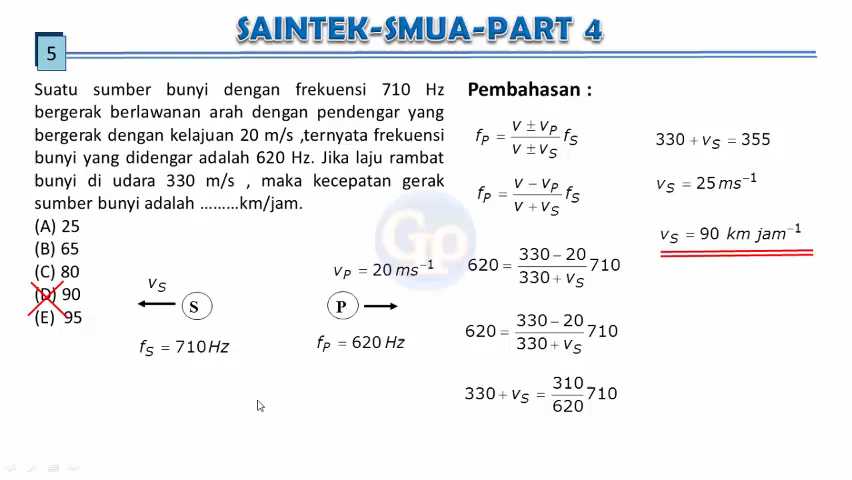 SAINTEK-SMUA-PART 4
5
Suatu sumber bunyi dengan frekuensi 710 Hz
bergerak berlawanan arah dengan pendengar yang
bergerak dengan kelajuan 20 m/s ,ternyata frekuensi
bunyi yang didengar adalah 620 Hz. Jika laju rambat
bunyi di udara 330 m/s , maka kecepatan gerak
sumber bunyi adalah ………km/jam.
(A) 25
(B) 65
(C) 80
(D) 90
(E) 95
v_S
S
f_S = 710 Hz
v_P = 20 ms⁻¹
P
f_P = 620 Hz
Pembahasan :
f_P = (v ± v_P)/(v ± v_S) f_S
f_P = (v − v_P)/(v + v_S) f_S
620 = (330 − 20)/(330 + v_S) 710
620 = (330 − 20)/(330 + v_S) 710
330 + v_S = 310/620 710
330 + v_S = 355
v_S = 25 ms⁻¹
v_S = 90 km jam⁻¹
Gp